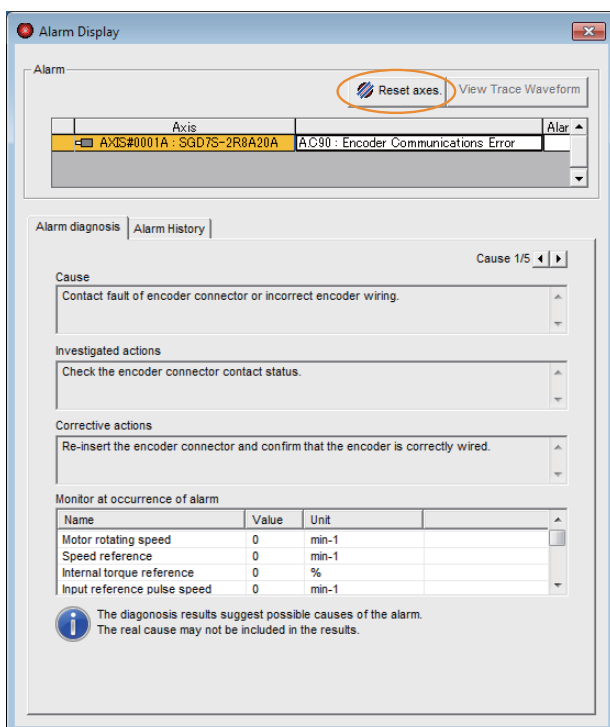 Alarm Display
Alarm
Reset axes.
View Trace Waveform
Axis
Alar
AXIS#0001A : SGD7S-2R8A20A
A.C90 : Encoder Communications Error
Alarm diagnosis
Alarm History
Cause 1/5
Cause
Contact fault of encoder connector or incorrect encoder wiring.
Investigated actions
Check the encoder connector contact status.
Corrective actions
Re-insert the encoder connector and confirm that the encoder is correctly wired.
Monitor at occurrence of alarm
Name Value Unit
Motor rotating speed 0 min-1
Speed reference 0 min-1
Internal torque reference 0 %
Input reference pulse speed 0 min-1
The diagonosis results suggest possible causes of the alarm.
The real cause may not be included in the results.